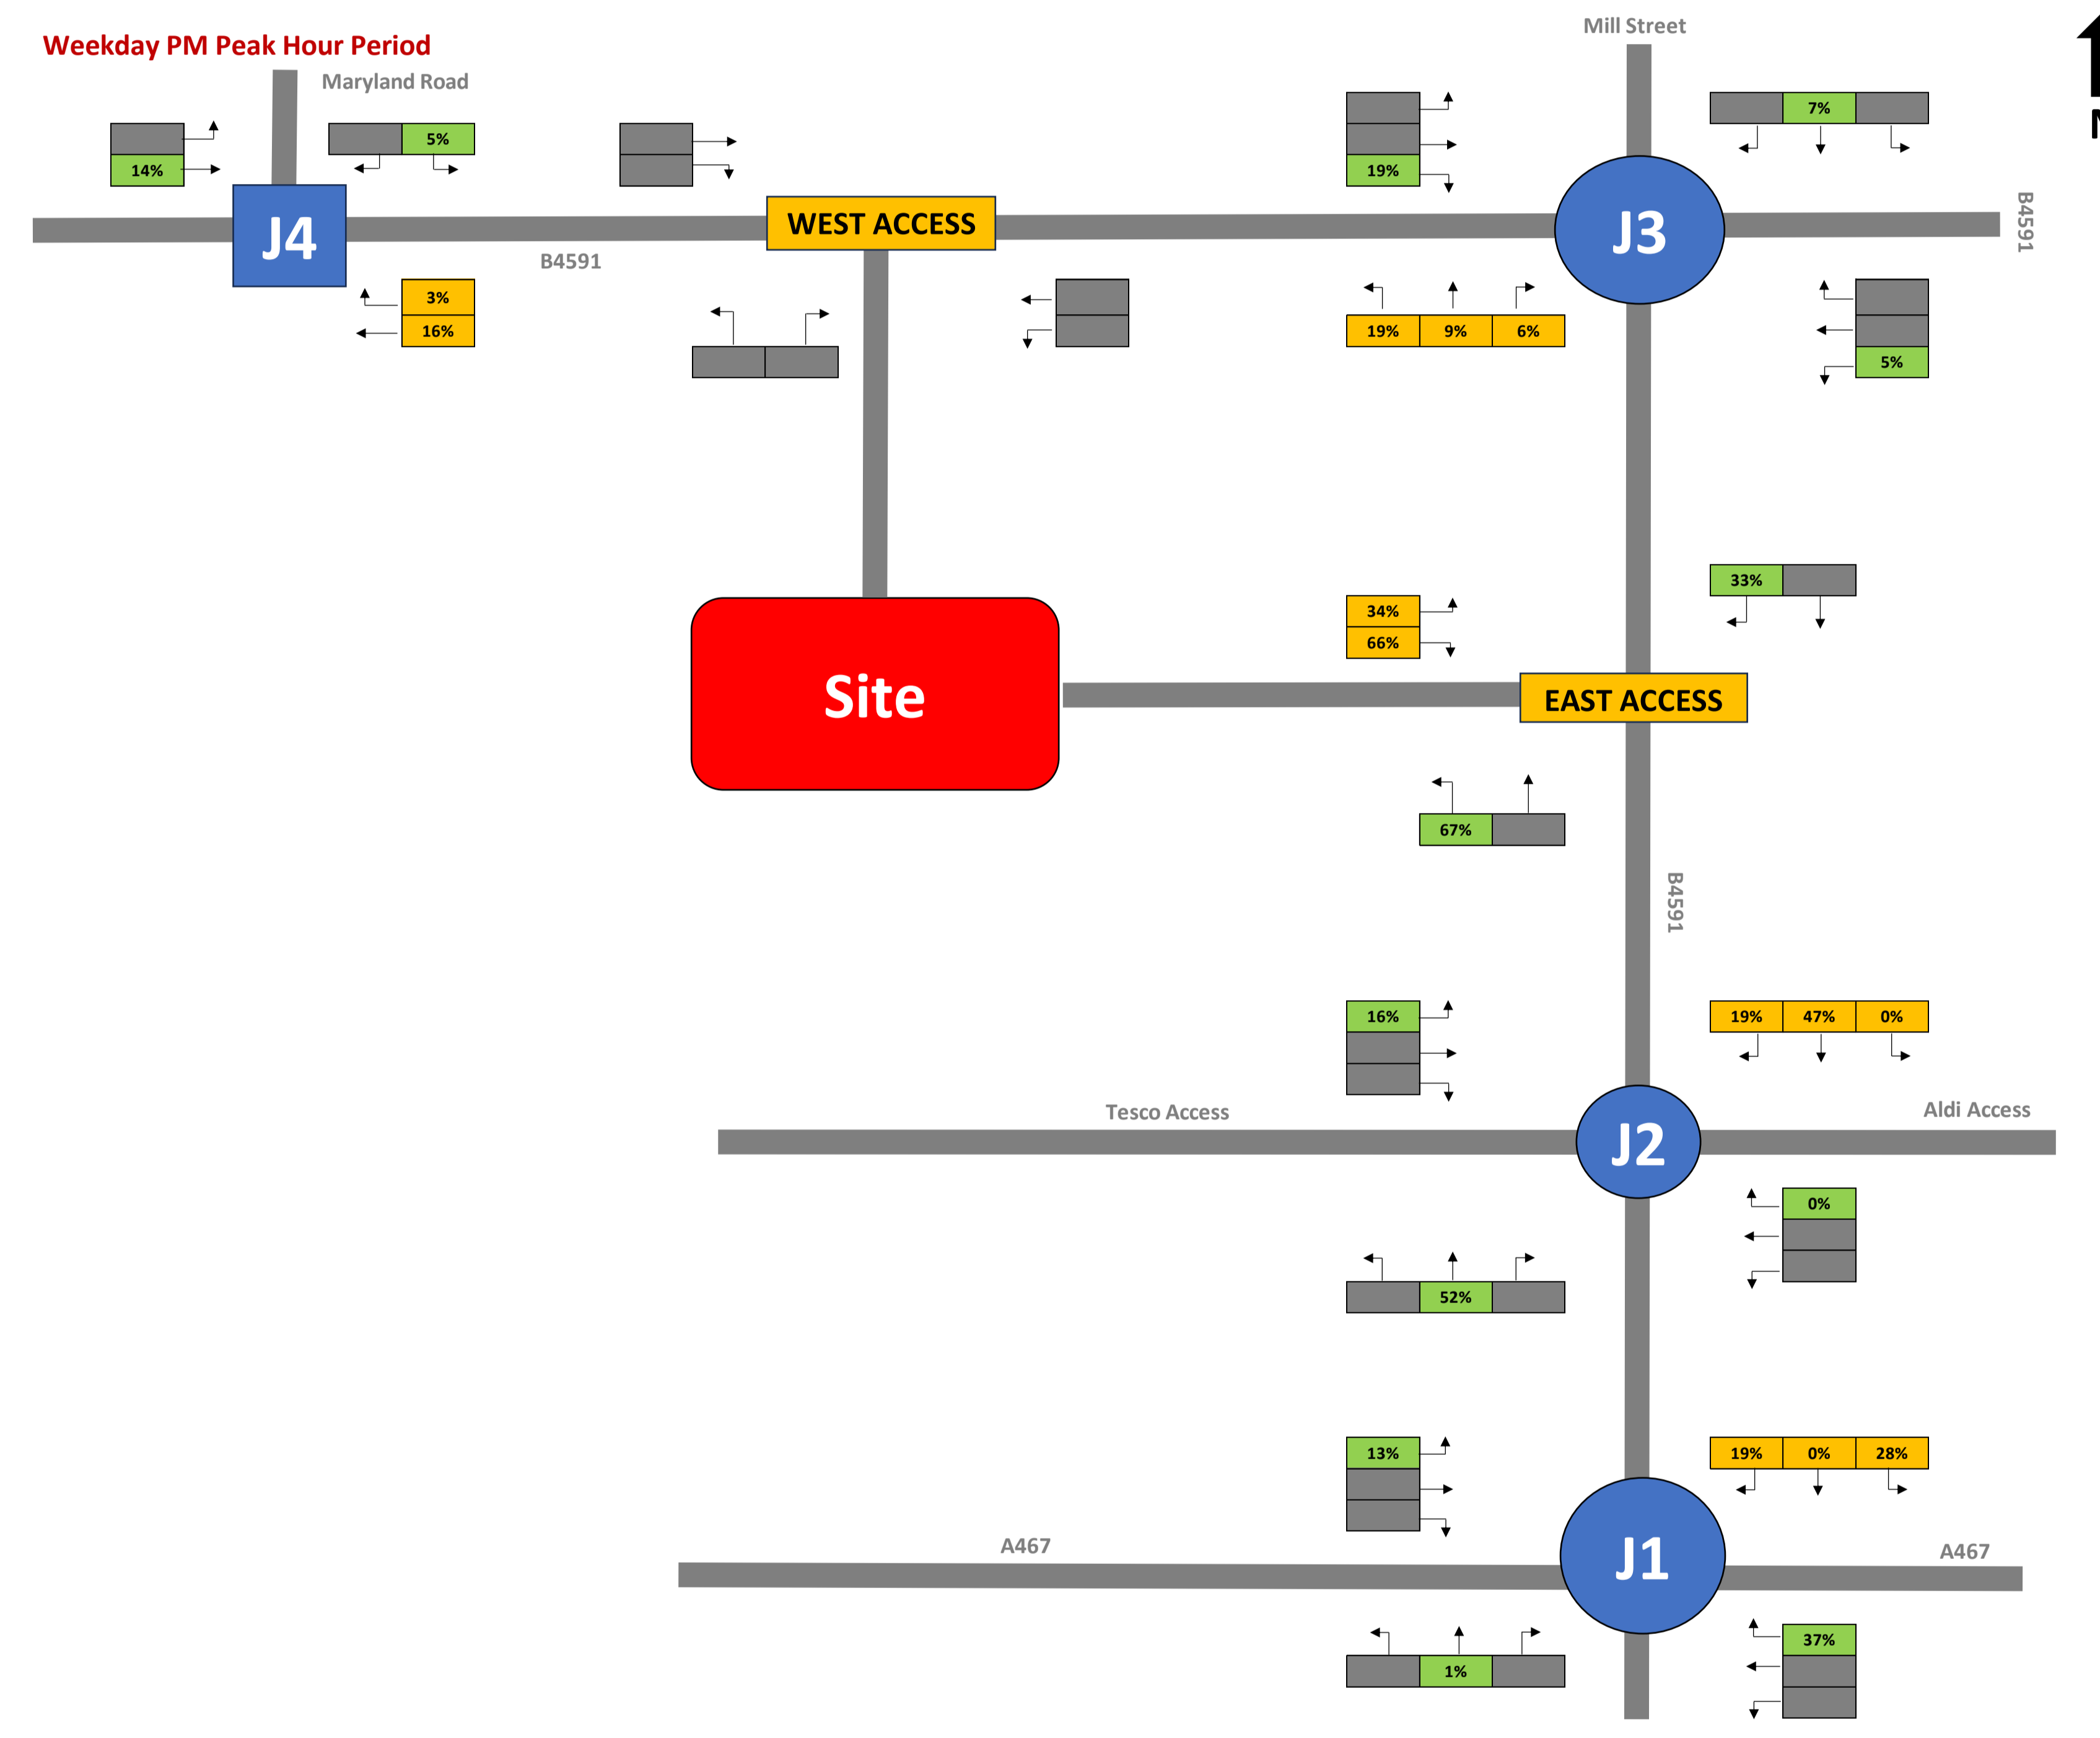 Mill Street
Weekday PM Peak Hour Period
Maryland Road
7%
5%
14%
19%
B4591
J4
WEST ACCESS
J3
B4591
3%
16%
19% 9% 6%
5%
33%
34%
66%
Site
EAST ACCESS
67%
B4591
16%
19% 47% 0%
Tesco Access
Aldi Access
J2
0%
52%
13%
19% 0% 28%
A467
J1
A467
37%
1%